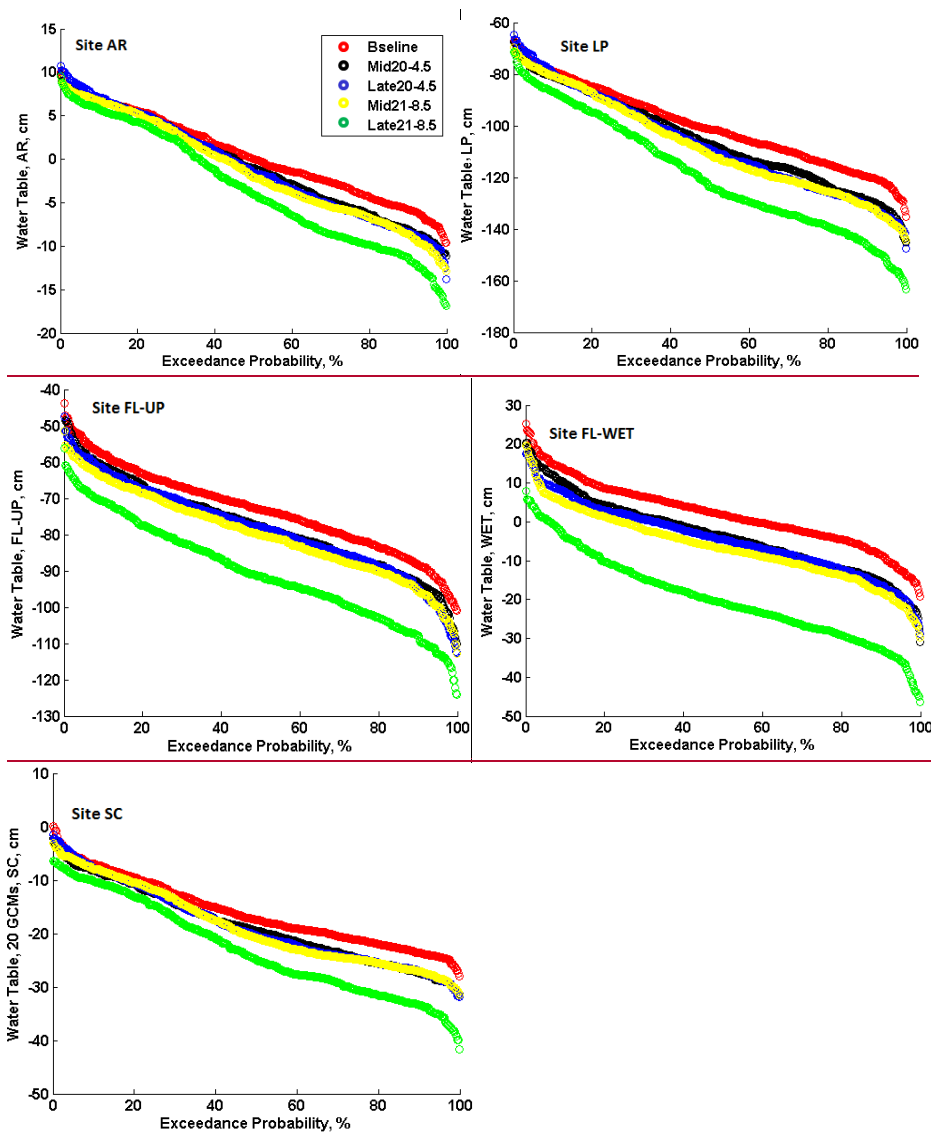 Site AR
15
10
5
0
-5
-10
-15
-20
Water Table, AR, cm
0 20 40 60 80 100
Exceedance Probability, %
Bseline
Mid20-4.5
Late20-4.5
Mid21-8.5
Late21-8.5
Site LP
-60
-80
-100
-120
-140
-160
-180
Water Table, LP, cm
0 20 40 60 80 100
Exceedance Probability, %
Site FL-UP
-40
-50
-60
-70
-80
-90
-100
-110
-120
-130
Water Table, FL-UP, cm
0 20 40 60 80 100
Exceedance Probability, %
Site FL-WET
30
20
10
0
-10
-20
-30
-40
-50
Water Table, WET, cm
0 20 40 60 80 100
Exceedance Probability, %
Site SC
10
0
-10
-20
-30
-40
-50
Water Table, 20 GCMs, SC, cm
0 20 40 60 80 100
Exceedance Probability, %